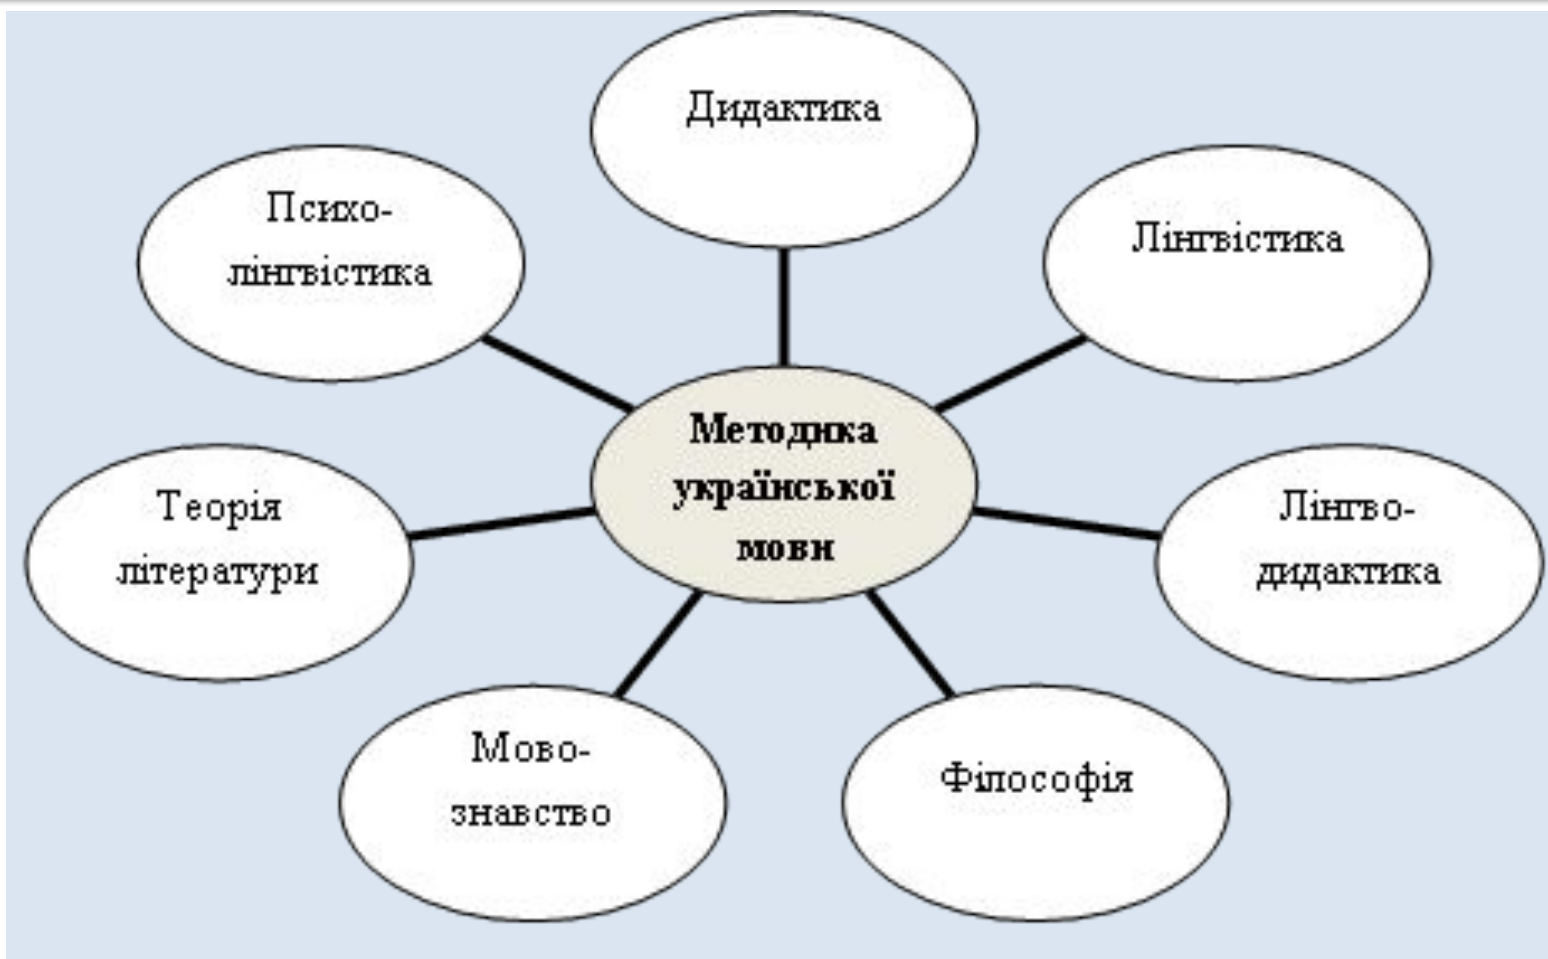 Дидактика
Психо-
лінгвістика
Лінгвістика
Методика
української
мови
Теорія
літератури
Лінгво-
дидактика
Мово-
знавство
Філософія